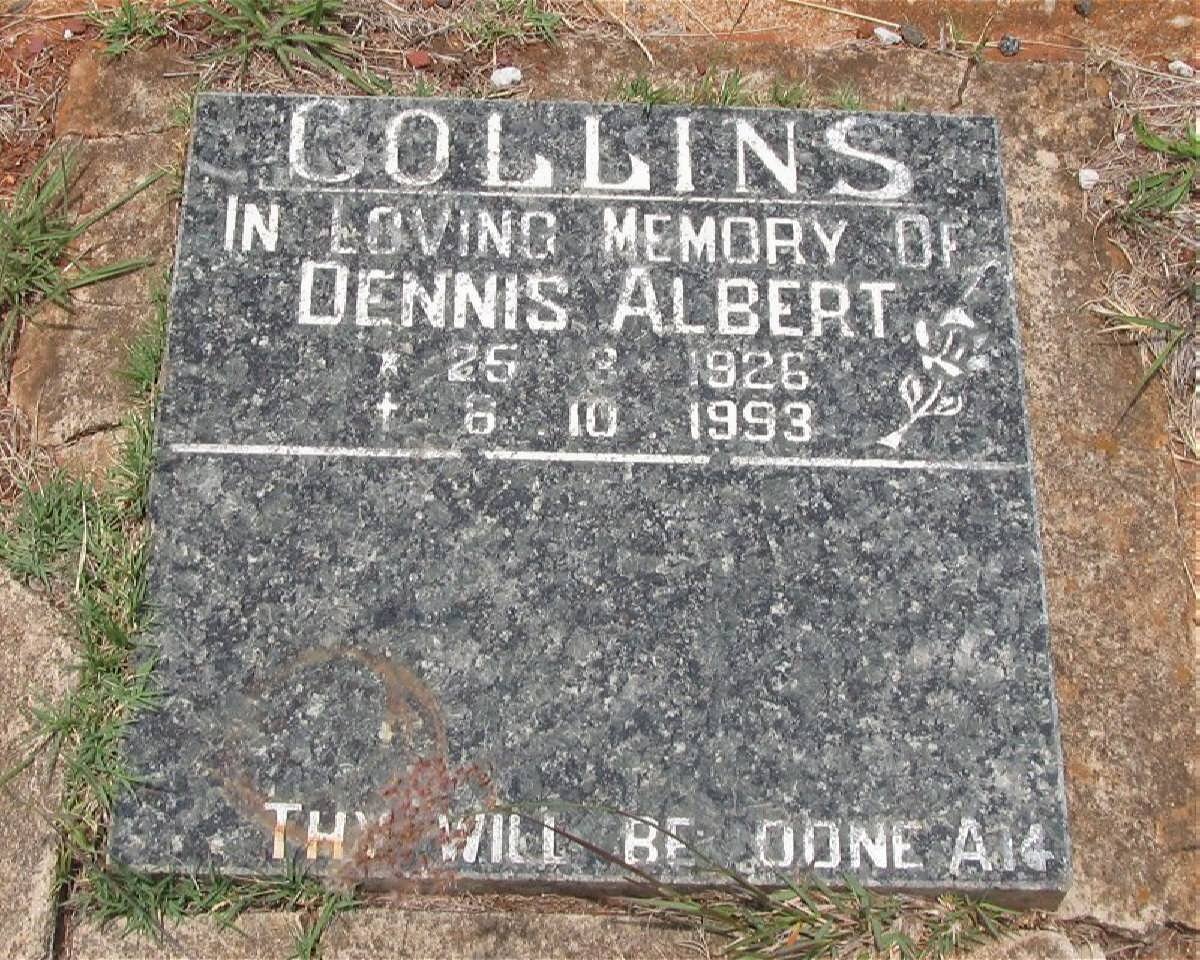 COLLINS
IN LOVING MEMORY OF
DENNIS ALBERT
* 25 1926
† 6 10 1993
THY WILL BE DONE A14